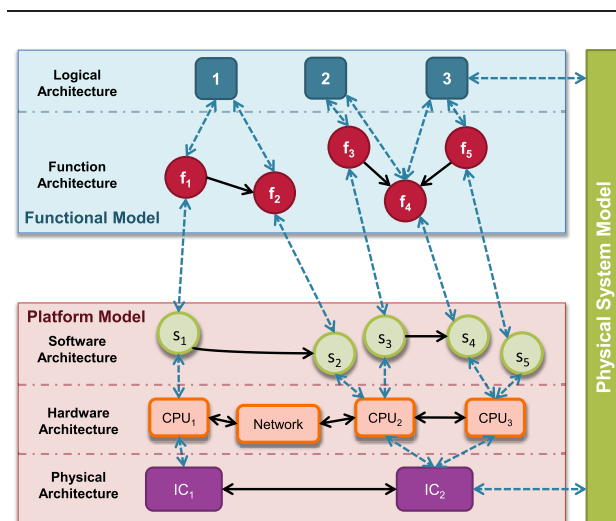 Logical
Architecture
1
2
3
Function
Architecture
f1
f2
f3
f4
f5
Functional Model
Platform Model
Software
Architecture
s1
s2
s3
s4
s5
Hardware
Architecture
CPU1
Network
CPU2
CPU3
Physical
Architecture
IC1
IC2
Physical System Model